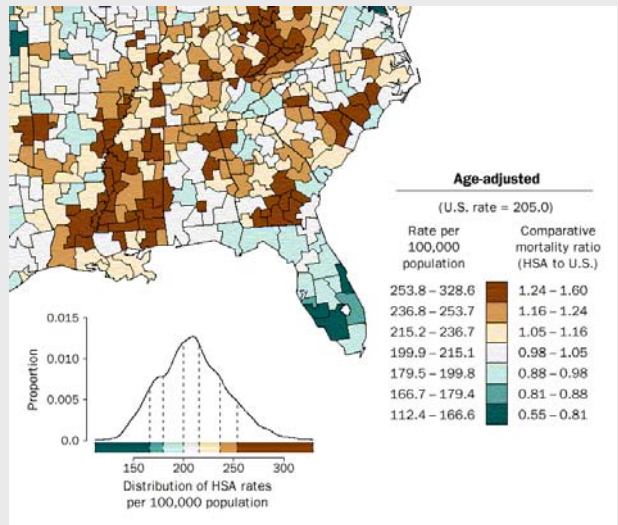 Age-adjusted
(U.S. rate = 205.0)
Rate per
100,000
population
Comparative
mortality ratio
(HSA to U.S.)
253.8 – 328.6 1.24 – 1.60
236.8 – 253.7 1.16 – 1.24
215.2 – 236.7 1.05 – 1.16
199.9 – 215.1 0.98 – 1.05
179.5 – 199.8 0.88 – 0.98
166.7 – 179.4 0.81 – 0.88
112.4 – 166.6 0.55 – 0.81
0.015
0.010
0.005
0.0
Proportion
150 200 250 300
Distribution of HSA rates
per 100,000 population